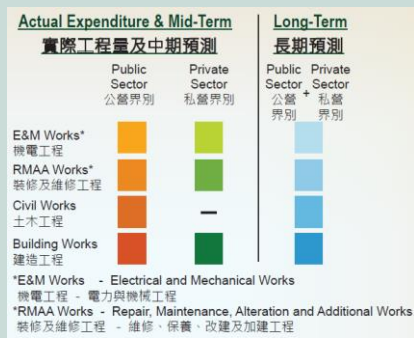 Actual Expenditure & Mid-Term
實際工程量及中期預測
Long-Term
長期預測
Public
Sector
公營界別
Private
Sector
私營界別
Public
Sector
公營
界別
+
Private
Sector
私營
界別
E&M Works*
機電工程
RMAA Works*
裝修及維修工程
Civil Works
土木工程
–
Building Works
建造工程
*E&M Works - Electrical and Mechanical Works
機電工程 - 電力與機械工程
*RMAA Works - Repair, Maintenance, Alteration and Additional Works
裝修及維修工程 - 維修、保養、改建及加建工程